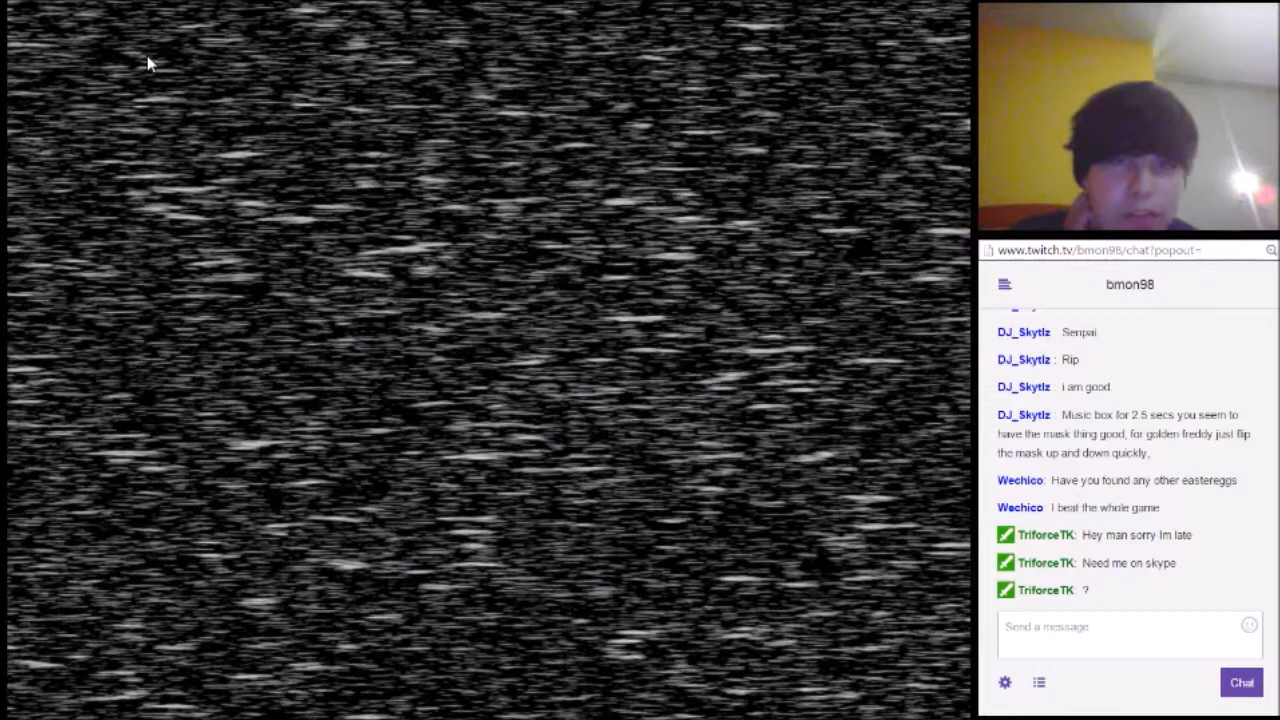 www.twitch.tv/bmon98/chat?popout=
bmon98
DJ_Skytlz Senpai
DJ_Skytlz : Rip
DJ_Skytlz : i am good.
DJ_Skytlz : Music box for 2.5 secs you seem to
have the mask thing good, for golden freddy just flip
the mask up and down quickly,
Wechico: Have you found any other eastereggs
Wechico I beat the whole game
TriforceTK: Hey man sorry Im late
TriforceTK: Need me on skype
TriforceTK: ?
Send a message
Chat